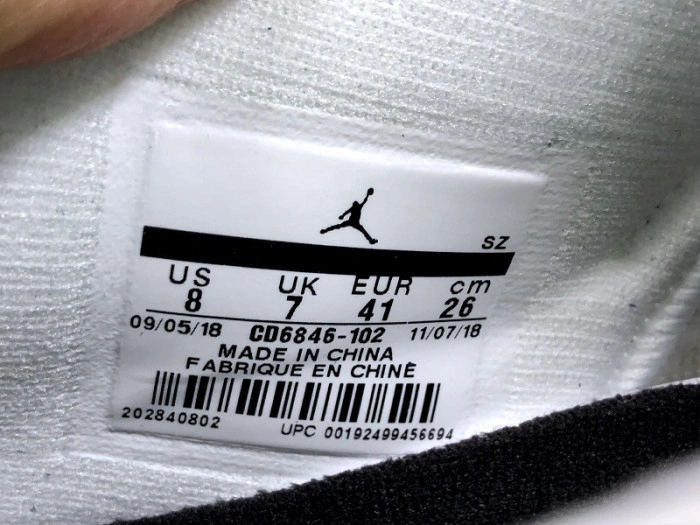 SZ
US UK EUR cm
8 7 41 26
09/05/18 CD6846-102 11/07/18
MADE IN CHINA
FABRIQUE EN CHINE
202840802
UPC 00192499456694